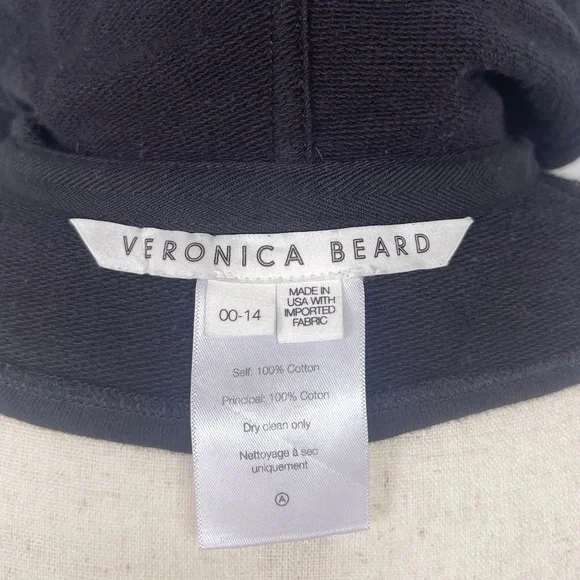 VERONICA BEARD
00-14
MADE IN
USA WITH
IMPORTED
FABRIC
Self: 100% Cotton
Principal: 100% Coton
Dry clean only
Nettoyage à sec
uniquement
A